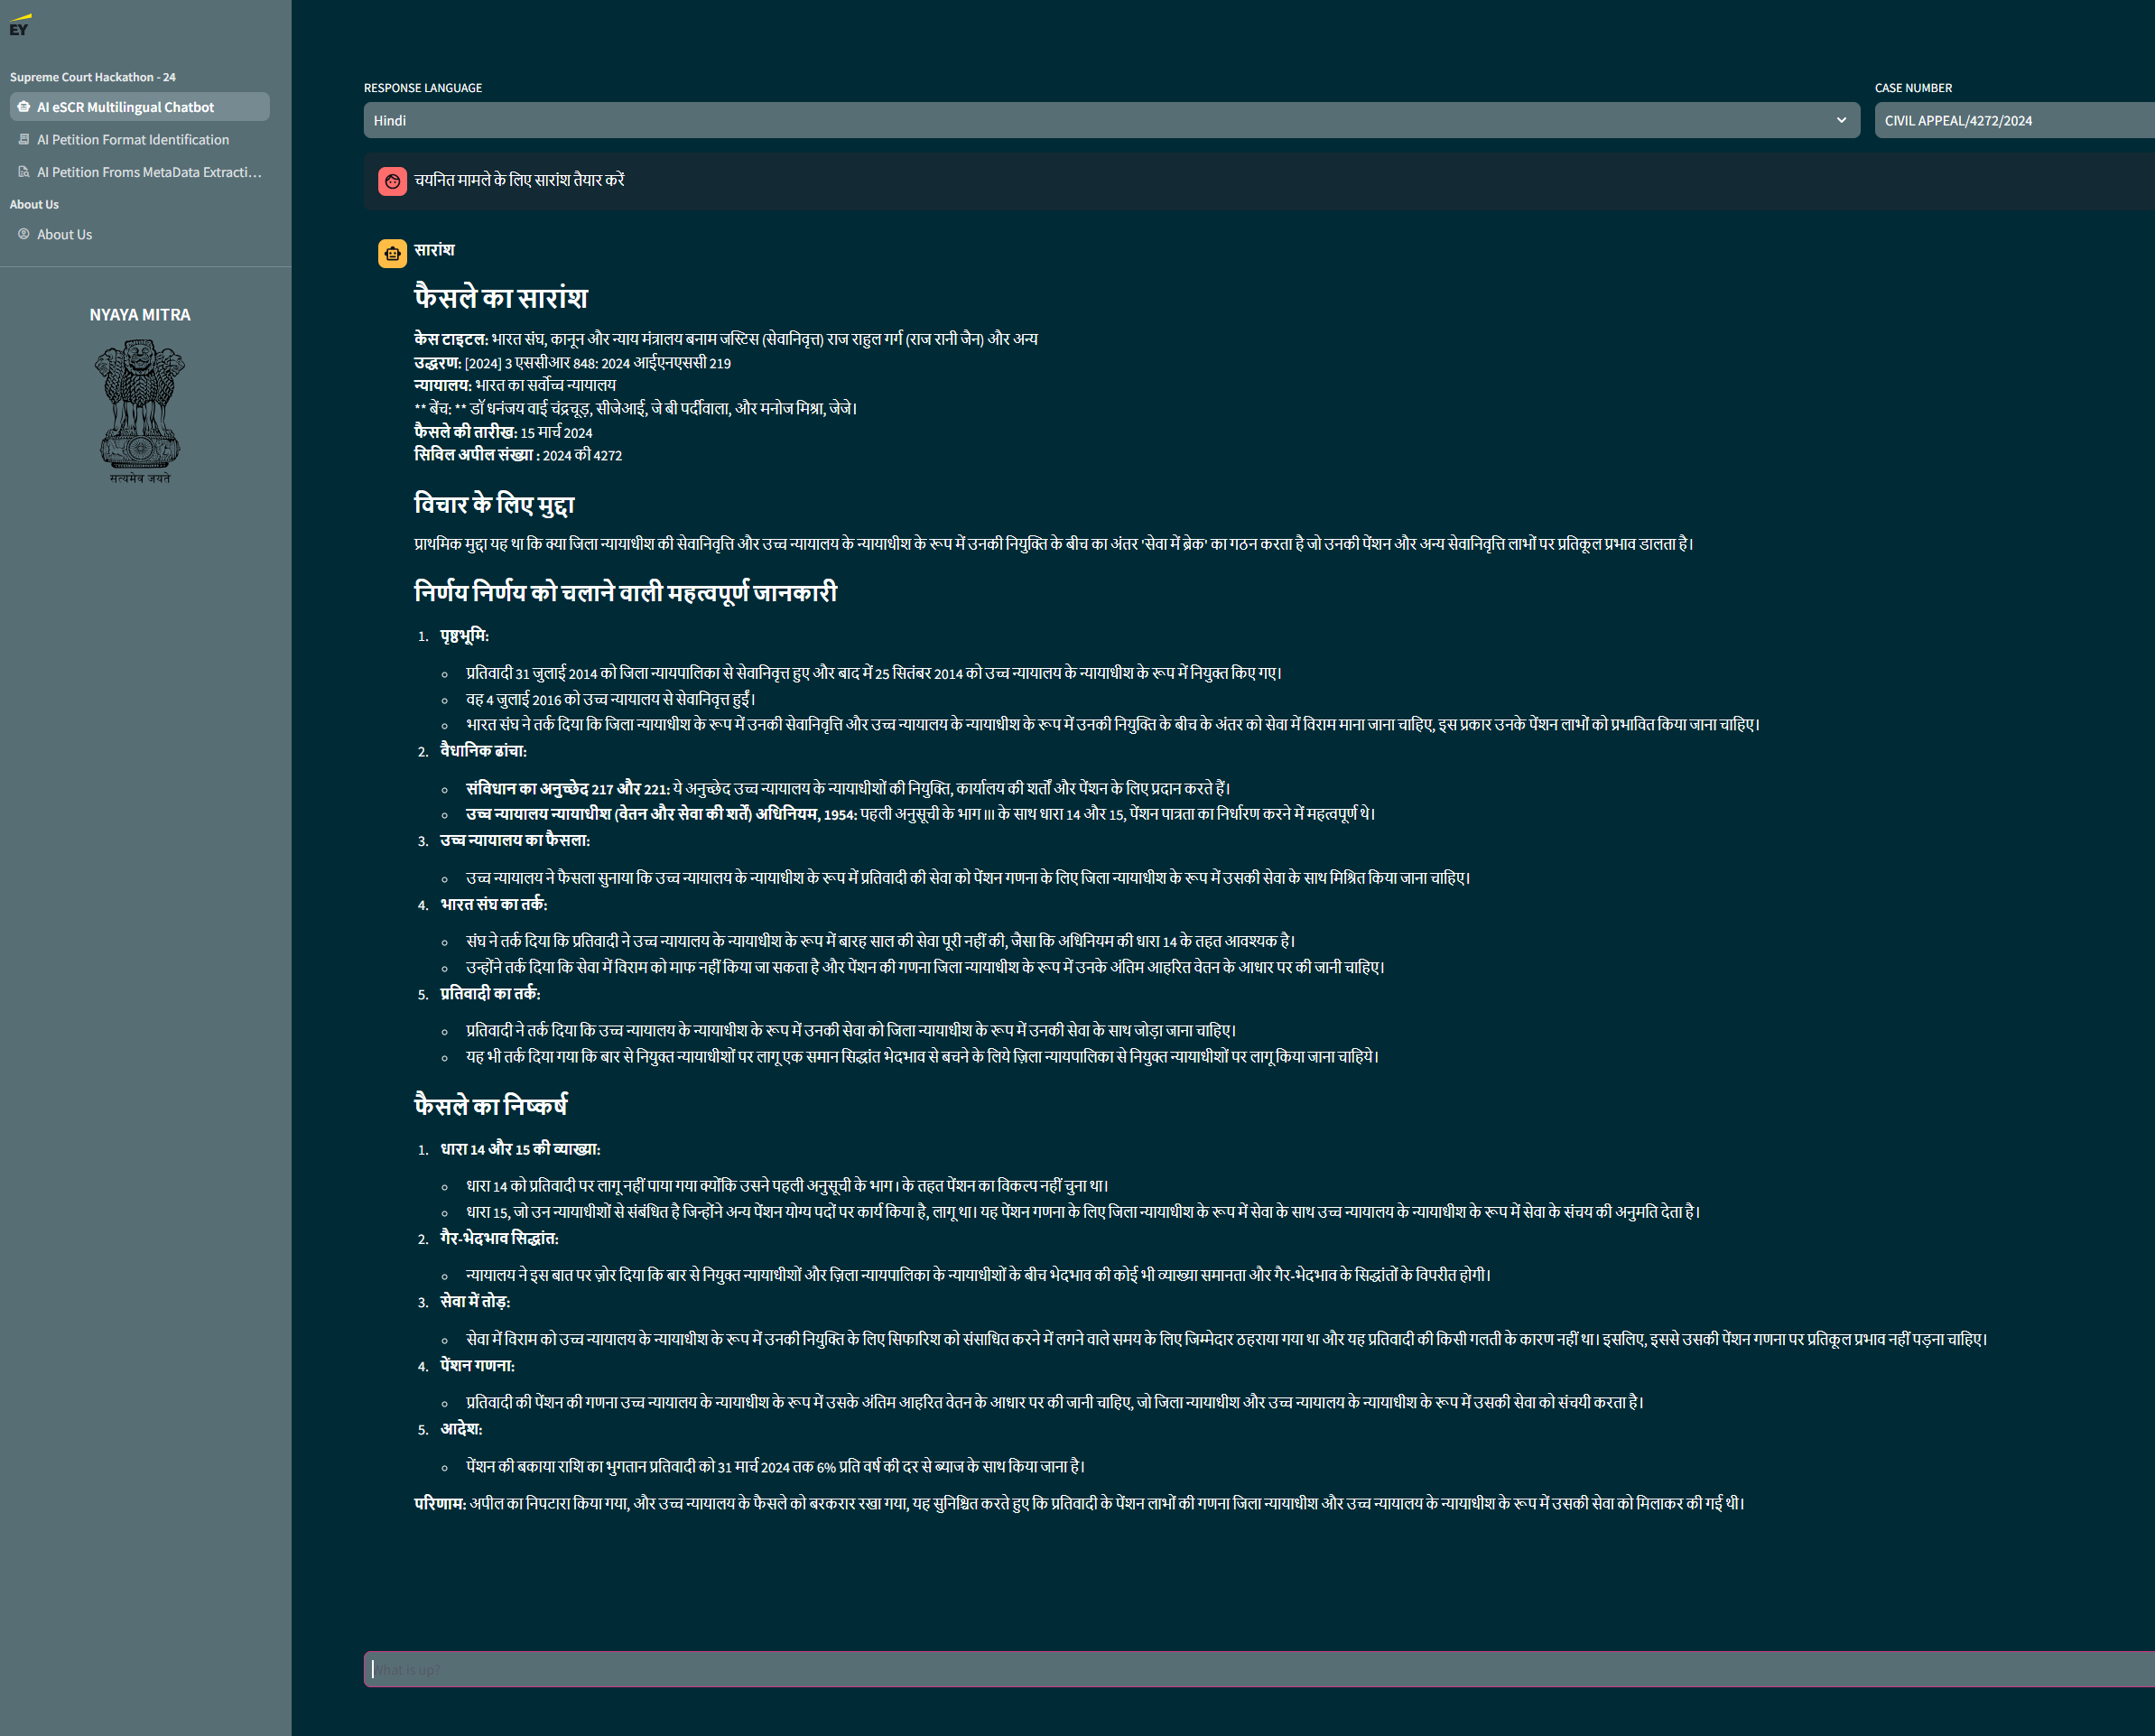 EY
Supreme Court Hackathon - 24
AI eSCR Multilingual Chatbot
AI Petition Format Identification
AI Petition Froms MetaData Extracti...
About Us
About Us
NYAYA MITRA
सत्यमेव जयते
RESPONSE LANGUAGE
Hindi
CASE NUMBER
CIVIL APPEAL/4272/2024
चयनित मामले के लिए सारांश तैयार करें
सारांश
फैसले का सारांश
केस टाइटल: भारत संघ, कानून और न्याय मंत्रालय बनाम जस्टिस (सेवानिवृत्त) राज राहुल गर्ग (राज रानी जैन) और अन्य
उद्धरण: [2024] 3 एससीआर 848: 2024 आईएनएससी 219
न्यायालय: भारत का सर्वोच्च न्यायालय
** बेंच: ** डॉ धनंजय वाई चंद्रचूड़, सीजेआई, जे बी पर्दीवाला, और मनोज मिश्रा, जेजे।
फैसले की तारीख: 15 मार्च 2024
सिविल अपील संख्या : 2024 की 4272
विचार के लिए मुद्दा
प्राथमिक मुद्दा यह था कि क्या जिला न्यायाधीश की सेवानिवृत्ति और उच्च न्यायालय के न्यायाधीश के रूप में उनकी नियुक्ति के बीच का अंतर 'सेवा में ब्रेक' का गठन करता है जो उनकी पेंशन और अन्य सेवानिवृत्ति लाभों पर प्रतिकूल प्रभाव डालता है।
निर्णय निर्णय को चलाने वाली महत्वपूर्ण जानकारी
1. पृष्ठभूमि:
प्रतिवादी 31 जुलाई 2014 को जिला न्यायपालिका से सेवानिवृत्त हुए और बाद में 25 सितंबर 2014 को उच्च न्यायालय के न्यायाधीश के रूप में नियुक्त किए गए।
वह 4 जुलाई 2016 को उच्च न्यायालय से सेवानिवृत्त हुईं।
भारत संघ ने तर्क दिया कि जिला न्यायाधीश के रूप में उनकी सेवानिवृत्ति और उच्च न्यायालय के न्यायाधीश के रूप में उनकी नियुक्ति के बीच के अंतर को सेवा में विराम माना जाना चाहिए, इस प्रकार उनके पेंशन लाभों को प्रभावित किया जाना चाहिए।
2. वैधानिक ढांचा:
संविधान का अनुच्छेद 217 और 221: ये अनुच्छेद उच्च न्यायालय के न्यायाधीशों की नियुक्ति, कार्यालय की शर्तों और पेंशन के लिए प्रदान करते हैं।
उच्च न्यायालय न्यायाधीश (वेतन और सेवा की शर्तें) अधिनियम, 1954: पहली अनुसूची के भाग III के साथ धारा 14 और 15, पेंशन पात्रता का निर्धारण करने में महत्वपूर्ण थे।
3. उच्च न्यायालय का फैसला:
उच्च न्यायालय ने फैसला सुनाया कि उच्च न्यायालय के न्यायाधीश के रूप में प्रतिवादी की सेवा को पेंशन गणना के लिए जिला न्यायाधीश के रूप में उसकी सेवा के साथ मिश्रित किया जाना चाहिए।
4. भारत संघ का तर्क:
संघ ने तर्क दिया कि प्रतिवादी ने उच्च न्यायालय के न्यायाधीश के रूप में बारह साल की सेवा पूरी नहीं की, जैसा कि अधिनियम की धारा 14 के तहत आवश्यक है।
उन्होंने तर्क दिया कि सेवा में विराम को माफ नहीं किया जा सकता है और पेंशन की गणना जिला न्यायाधीश के रूप में उनके अंतिम आहरित वेतन के आधार पर की जानी चाहिए।
5. प्रतिवादी का तर्क:
प्रतिवादी ने तर्क दिया कि उच्च न्यायालय के न्यायाधीश के रूप में उनकी सेवा को जिला न्यायाधीश के रूप में उनकी सेवा के साथ जोड़ा जाना चाहिए।
यह भी तर्क दिया गया कि बार से नियुक्त न्यायाधीशों पर लागू एक समान सिद्धांत भेदभाव से बचने के लिये ज़िला न्यायपालिका से नियुक्त न्यायाधीशों पर लागू किया जाना चाहिये।
फैसले का निष्कर्ष
1. धारा 14 और 15 की व्याख्या:
धारा 14 को प्रतिवादी पर लागू नहीं पाया गया क्योंकि उसने पहली अनुसूची के भाग I के तहत पेंशन का विकल्प नहीं चुना था।
धारा 15, जो उन न्यायाधीशों से संबंधित है जिन्होंने अन्य पेंशन योग्य पदों पर कार्य किया है, लागू था। यह पेंशन गणना के लिए जिला न्यायाधीश के रूप में सेवा के साथ उच्च न्यायालय के न्यायाधीश के रूप में सेवा के संचय की अनुमति देता है।
2. गैर-भेदभाव सिद्धांत:
न्यायालय ने इस बात पर ज़ोर दिया कि बार से नियुक्त न्यायाधीशों और ज़िला न्यायपालिका के न्यायाधीशों के बीच भेदभाव की कोई भी व्याख्या समानता और गैर-भेदभाव के सिद्धांतों के विपरीत होगी।
3. सेवा में तोड़:
सेवा में विराम को उच्च न्यायालय के न्यायाधीश के रूप में उनकी नियुक्ति के लिए सिफारिश को संसाधित करने में लगने वाले समय के लिए जिम्मेदार ठहराया गया था और यह प्रतिवादी की किसी गलती के कारण नहीं था। इसलिए, इससे उसकी पेंशन गणना पर प्रतिकूल प्रभाव नहीं पड़ना चाहिए।
4. पेंशन गणना:
प्रतिवादी की पेंशन की गणना उच्च न्यायालय के न्यायाधीश के रूप में उसके अंतिम आहरित वेतन के आधार पर की जानी चाहिए, जो जिला न्यायाधीश और उच्च न्यायालय के न्यायाधीश के रूप में उसकी सेवा को संचयी करता है।
5. आदेश:
पेंशन की बकाया राशि का भुगतान प्रतिवादी को 31 मार्च 2024 तक 6% प्रति वर्ष की दर से ब्याज के साथ किया जाना है।
परिणाम: अपील का निपटारा किया गया, और उच्च न्यायालय के फैसले को बरकरार रखा गया, यह सुनिश्चित करते हुए कि प्रतिवादी के पेंशन लाभों की गणना जिला न्यायाधीश और उच्च न्यायालय के न्यायाधीश के रूप में उसकी सेवा को मिलाकर की गई थी।
What is up?